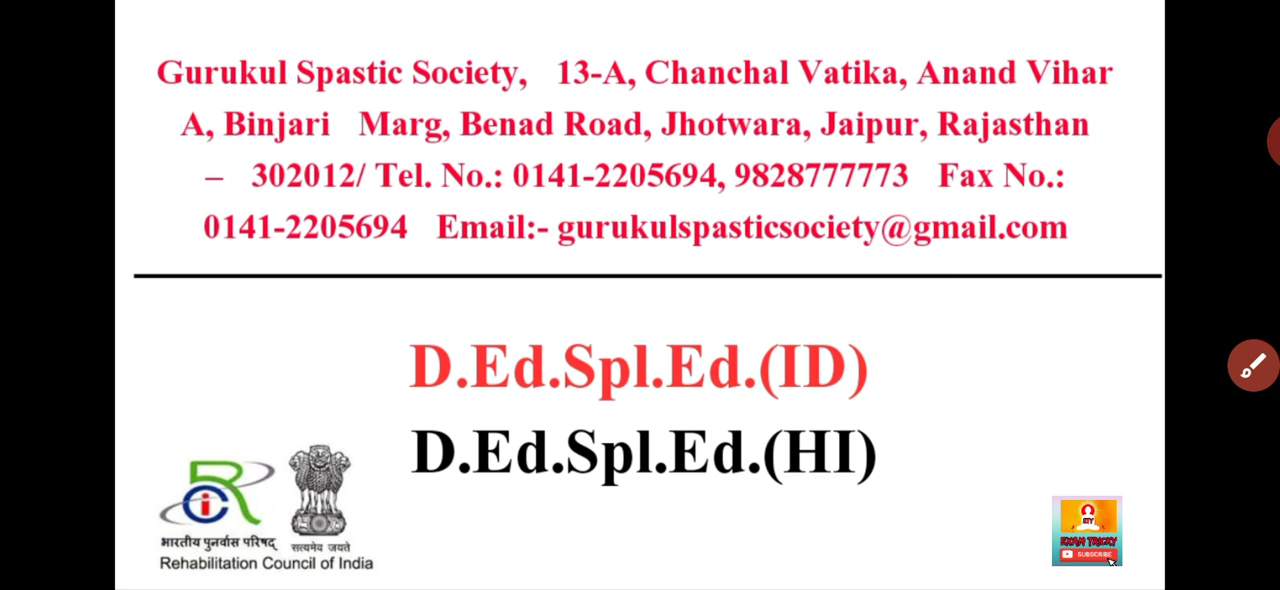 Gurukul Spastic Society, 13-A, Chanchal Vatika, Anand Vihar
A, Binjari Marg, Benad Road, Jhotwara, Jaipur, Rajasthan
– 302012/ Tel. No.: 0141-2205694, 9828777773 Fax No.:
0141-2205694 Email:- gurukulspasticsociety@gmail.com
D.Ed.Spl.Ed.(ID)
D.Ed.Spl.Ed.(HI)
भारतीय पुनर्वास परिषद्
सत्यमेव जयते
Rehabilitation Council of India
EXAM TRICKY
SUBSCRIBE